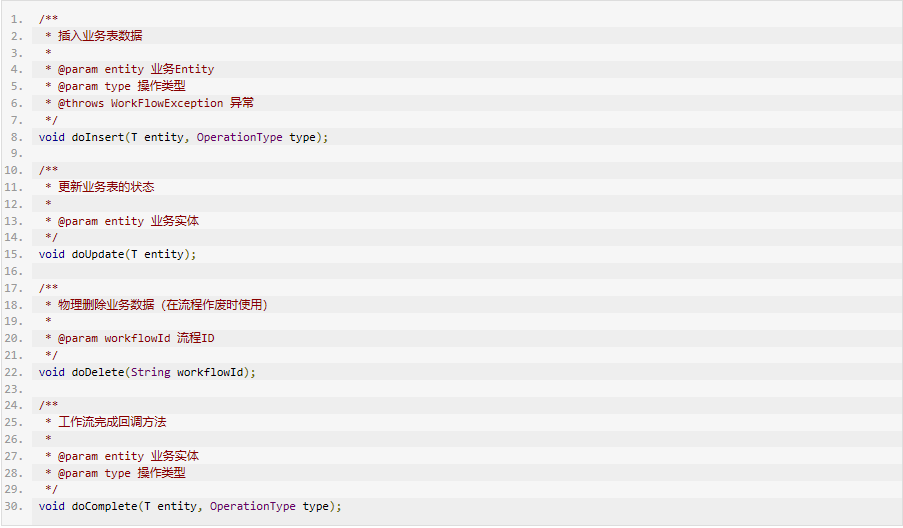 1. /**
2.  * 插入业务表数据
3.  *
4.  * @param entity 业务Entity
5.  * @param type 操作类型
6.  * @throws WorkFlowException 异常
7.  */
8. void doInsert(T entity, OperationType type);
9.
10. /**
11.  * 更新业务表的状态
12.  *
13.  * @param entity 业务实体
14.  */
15. void doUpdate(T entity);
16.
17. /**
18.  * 物理删除业务数据（在流程作废时使用）
19.  *
20.  * @param workflowId 流程ID
21.  */
22. void doDelete(String workflowId);
23.
24. /**
25.  * 工作流完成回调方法
26.  *
27.  * @param entity 业务实体
28.  * @param type 操作类型
29.  */
30. void doComplete(T entity, OperationType type);